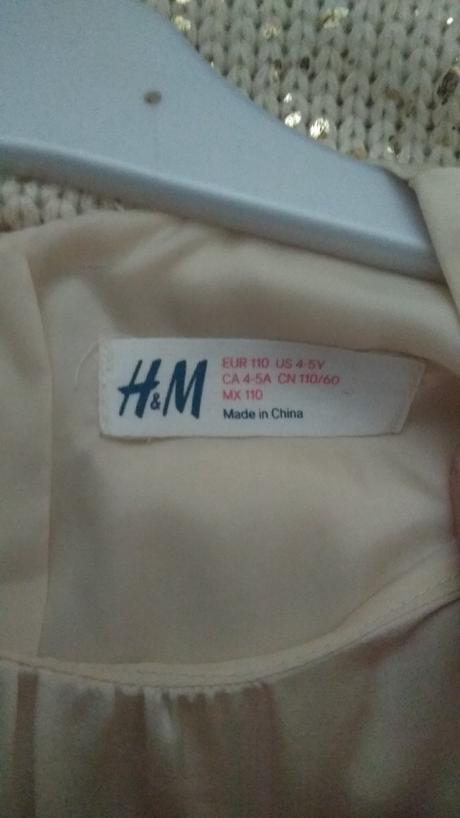 H&M
EUR 110 US 4-5Y
CA 4-5A CN 110/60
MX 110
Made in China